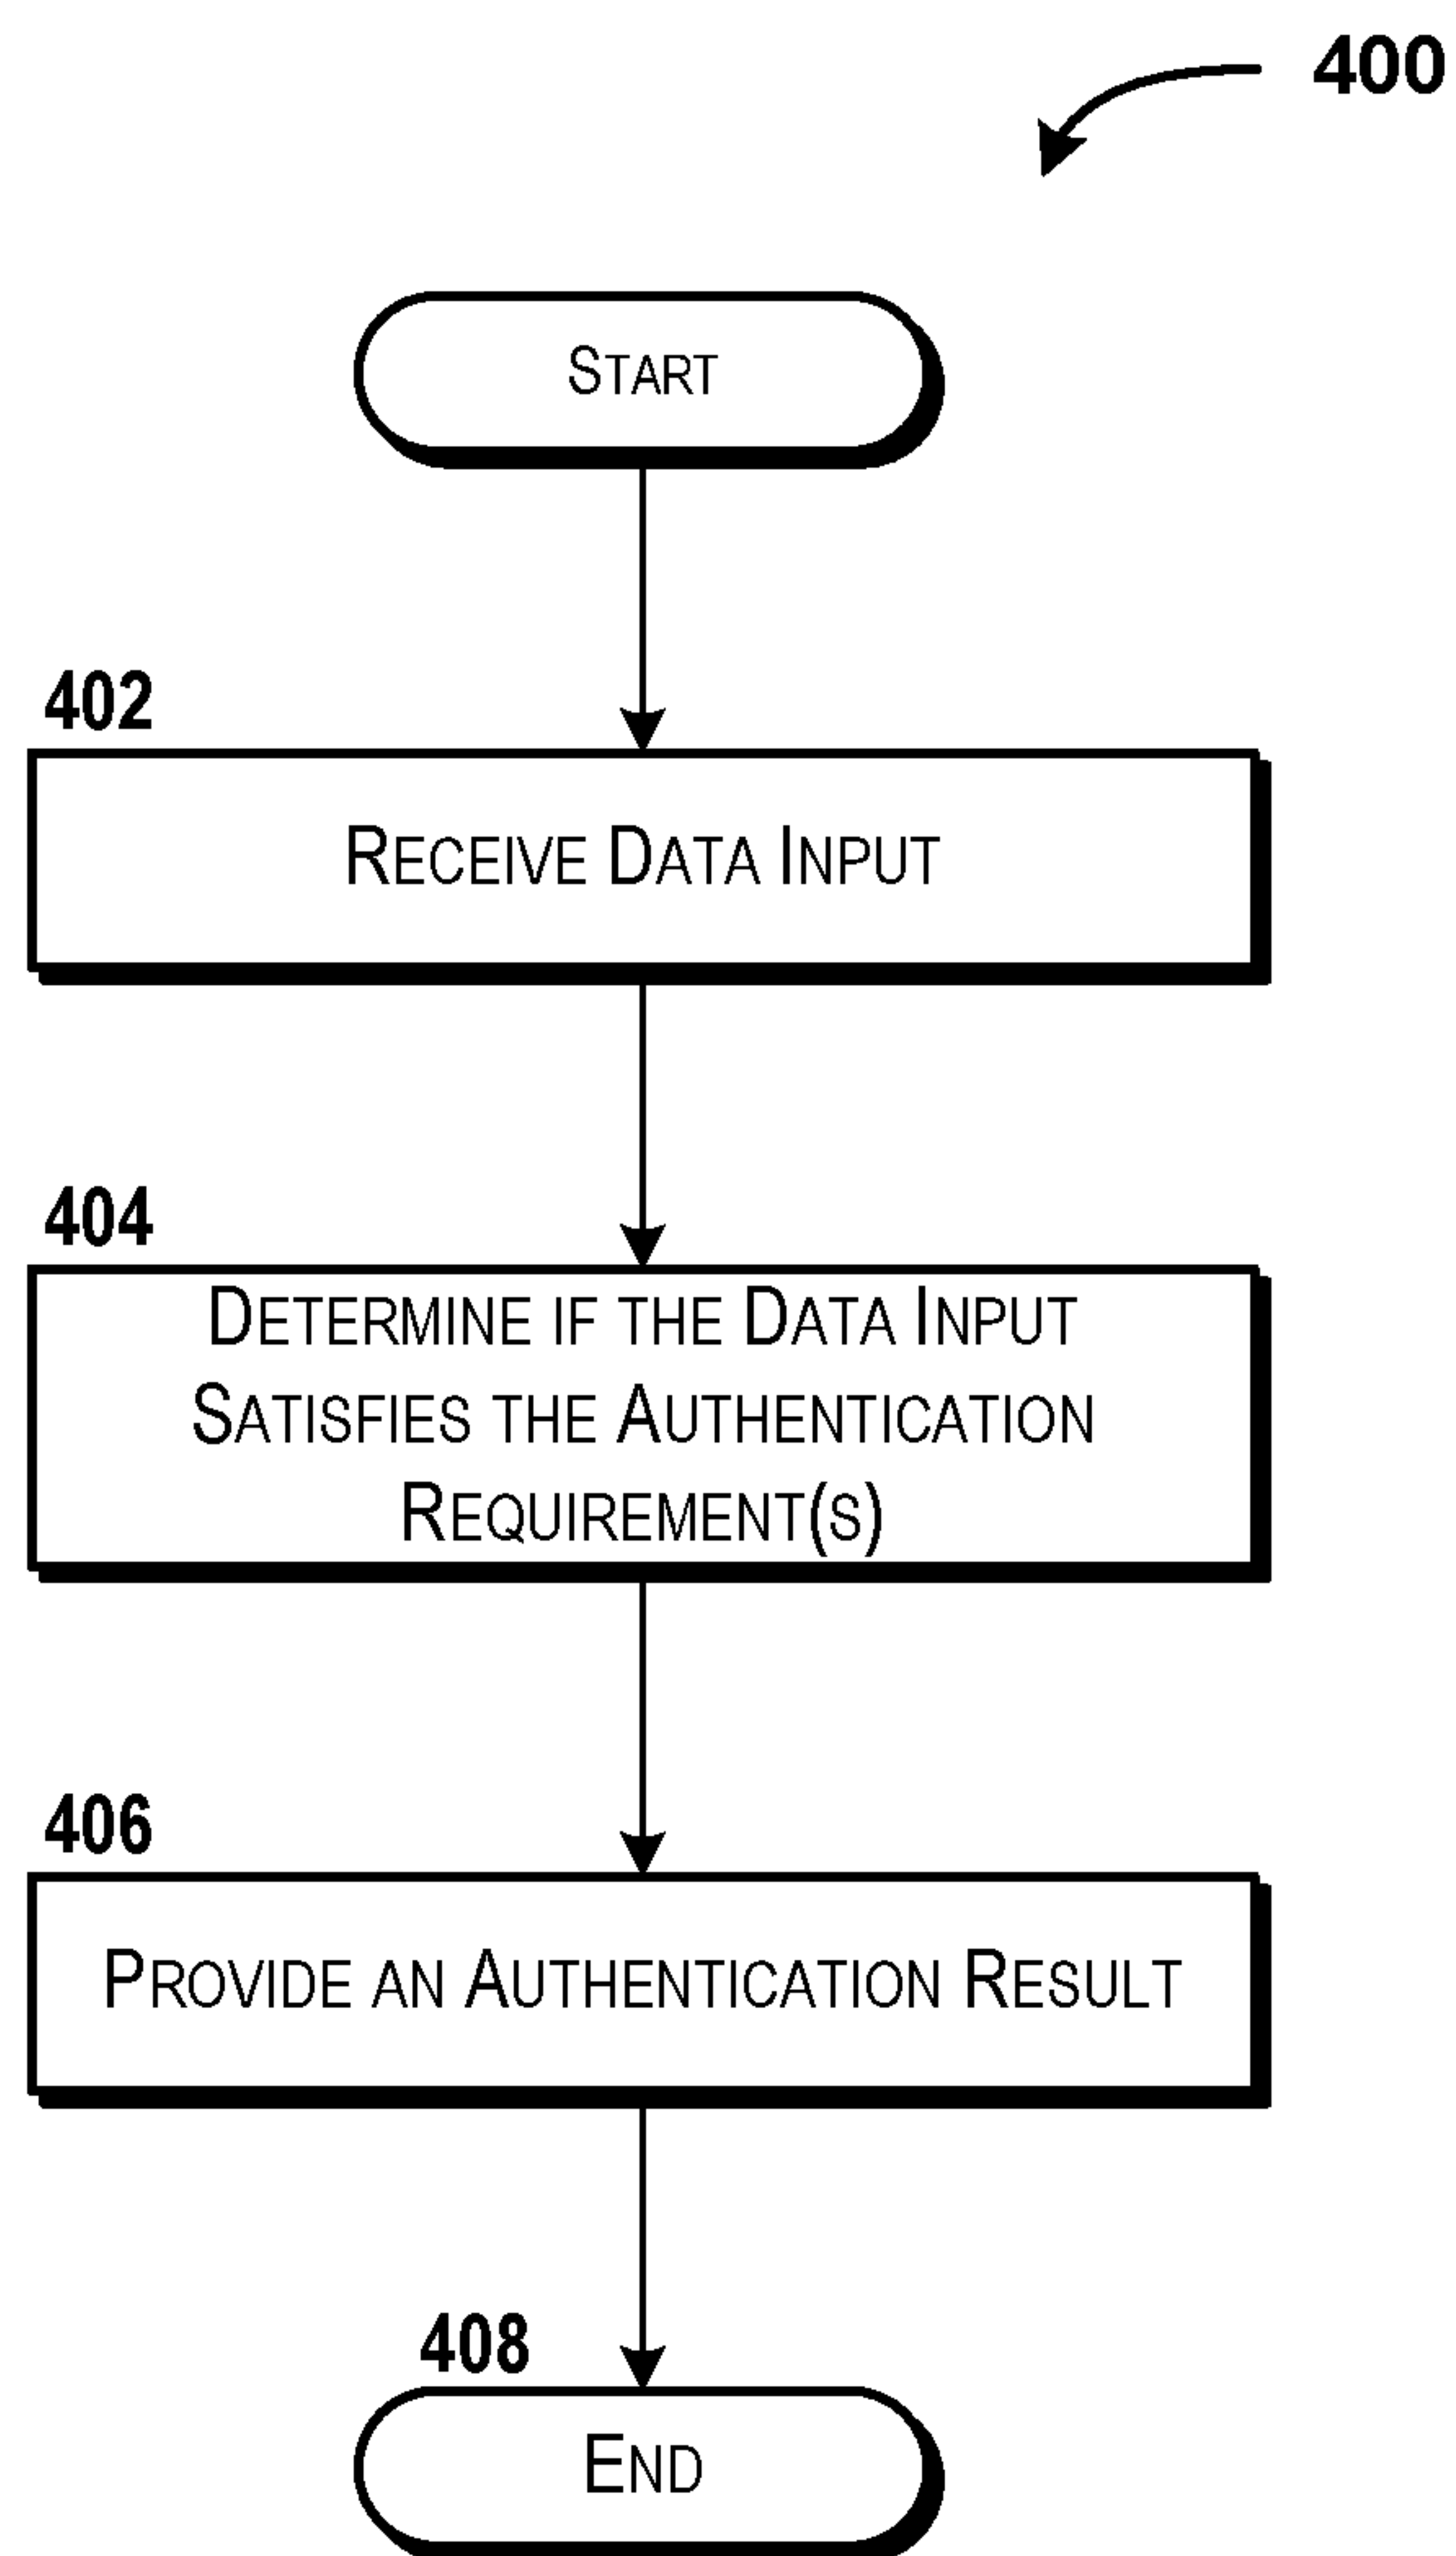 400
START
402
RECEIVE DATA INPUT
404
DETERMINE IF THE DATA INPUT
SATISFIES THE AUTHENTICATION
REQUIREMENT(S)
406
PROVIDE AN AUTHENTICATION RESULT
408
END